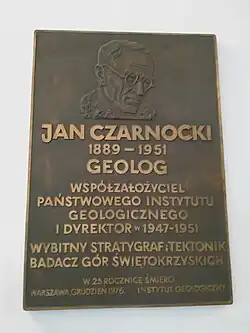 JAN CZARNOCKI
1889 – 1951
GEOLOG
WSPÓŁZAŁOŻYCIEL
PAŃSTWOWEGO INSTYTUTU
GEOLOGICZNEGO
I DYREKTOR w 1947-1951
WYBITNY STRATYGRAF i TEKTONIK
BADACZ GÓR ŚWIĘTOKRZYSKICH
W 25 ROCZNICĘ ŚMIERCI
WARSZAWA, GRUDZIEŃ 1976, INSTYTUT GEOLOGICZNY